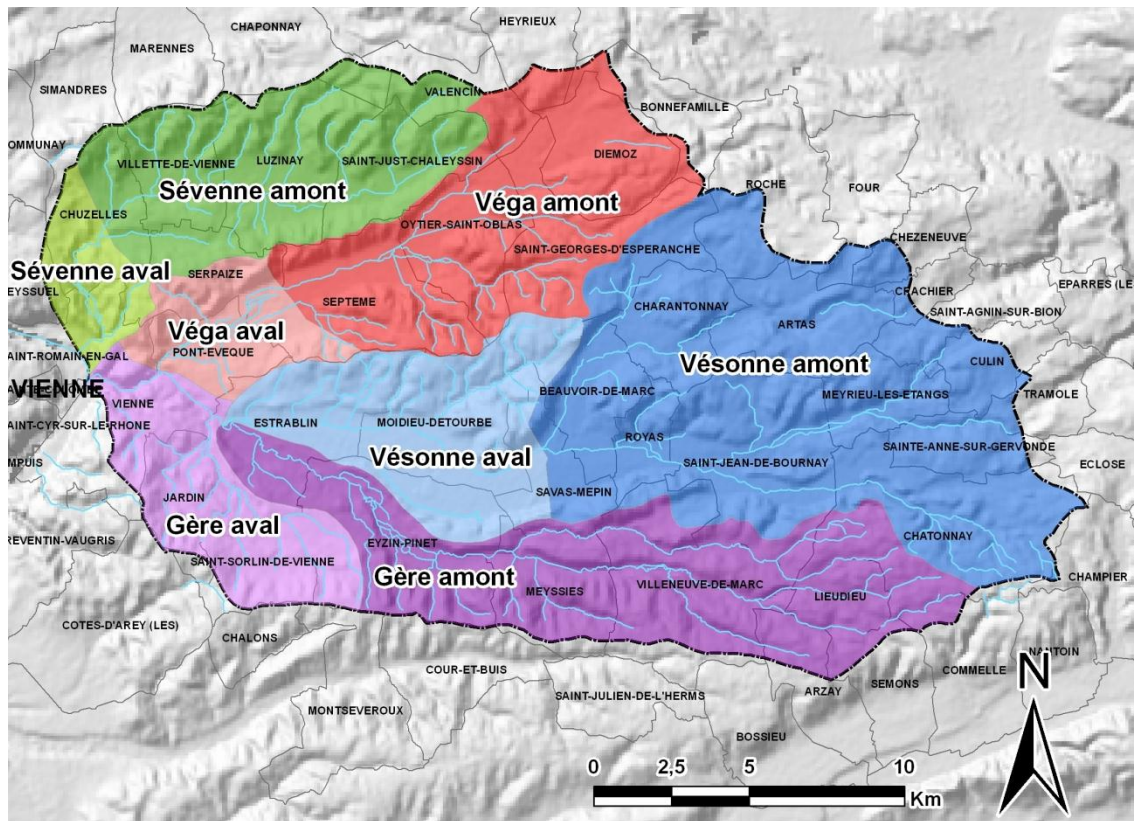 HEYRIEUX
CHAPONNAY
MARENNES
SIMANDRES
VALENCIN
BONNEFAMILLE
OMMUNAY
VILLETTE-DE-VIENNE
LUZINAY
SAINT-JUST-CHALEYSSIN
DIEMOZ
ROCHE
FOUR
Sévenne amont
Véga amont
CHUZELLES
OYTIER-SAINT-OBLAS
CHEZENEUVE
SAINT-GEORGES-D'ESPERANCHE
Sévenne aval
SERPAIZE
EYSSUEL
CRACHIER
EPARRES (LE
SEPTEME
CHARANTONNAY
SAINT-AGNIN-SUR-BION
ARTAS
Véga aval
PONT-EVEQUE
SAINT-ROMAIN-EN-GAL
Vésonne amont
CULIN
VIENNE
BEAUVOIR-DE-MARC
MEYRIEU-LES-ETANGS
TRAMOLE
VIENNE
SAINT-CYR-SUR-LE-RHONE
ESTRABLIN
MOIDIEU-DETOURBE
ROYAS
SAINTE-ANNE-SUR-GERVONDE
Vésonne aval
SAINT-JEAN-DE-BOURNAY
ECLOSE
MPUIS
JARDIN
SAVAS-MEPIN
Gère aval
REVENTIN-VAUGRIS
EYZIN-PINET
CHATONNAY
SAINT-SORLIN-DE-VIENNE
Gère amont
MEYSSIES
VILLENEUVE-DE-MARC
LIEUDIEU
CHAMPIER
COTES-D'AREY (LES)
CHALONS
NANTOIN
COUR-ET-BUIS
COMMELLE
SEMONS
SAINT-JULIEN-DE-L'HERMS
ARZAY
MONTSEVEROUX
BOSSIEU
N
0 2,5 5 10
Km